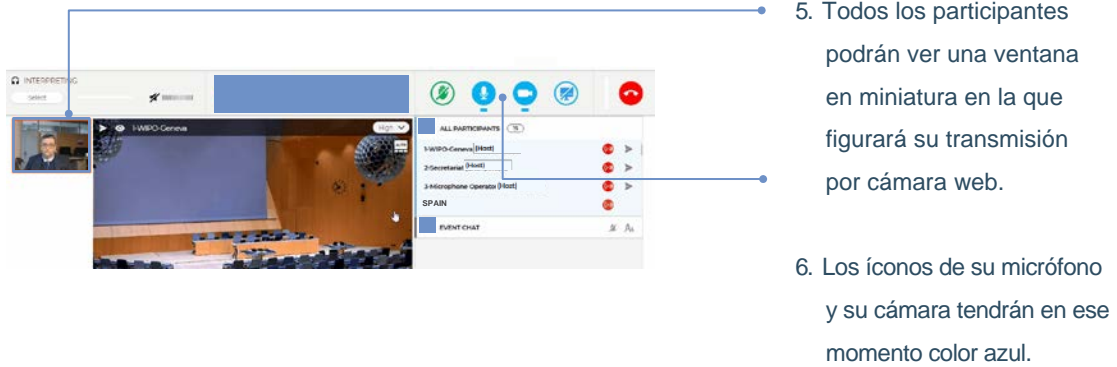 INTERPRETING
Select
1-WIPO-Geneva
High
ALL PARTICIPANTS
1-WIPO-Geneva (Host)
2-Secretariat (Host)
3-Microphone Operator (Host)
SPAIN
EVENT CHAT
5. Todos los participantes
podrán ver una ventana
en miniatura en la que
figurará su transmisión
por cámara web.
6. Los íconos de su micrófono
y su cámara tendrán en ese
momento color azul.